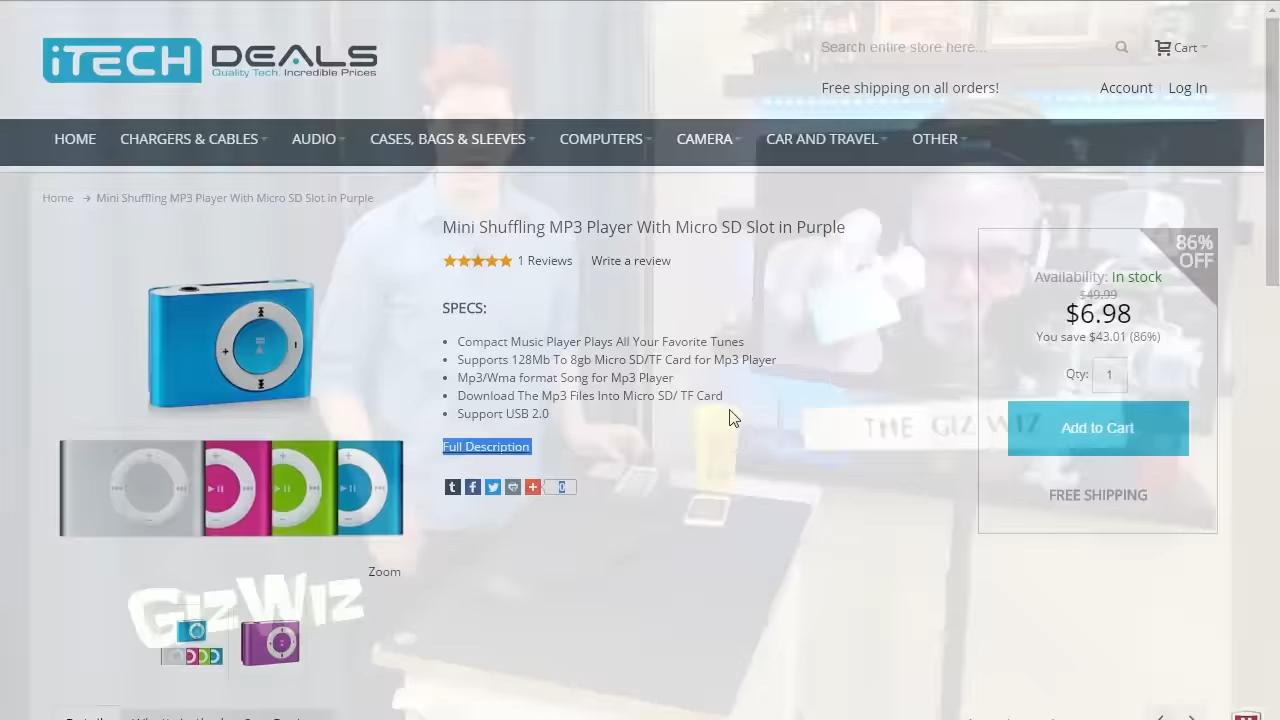 iTECH DEALS
Quality Tech. Incredible Prices
Search entire store here...
Cart
Free shipping on all orders!
Account
Log In
HOME
CHARGERS & CABLES
AUDIO
CASES, BAGS & SLEEVES
COMPUTERS
CAMERA
CAR AND TRAVEL
OTHER
Home → Mini Shuffling MP3 Player With Micro SD Slot in Purple
Mini Shuffling MP3 Player With Micro SD Slot in Purple
1 Reviews
Write a review
SPECS:
• Compact Music Player Plays All Your Favorite Tunes
• Supports 128Mb To 8gb Micro SD/TF Card for Mp3 Player
• Mp3/Wma format Song for Mp3 Player
• Download The Mp3 Files Into Micro SD/ TF Card
• Support USB 2.0
Full Description
t f + 0
86%
OFF
Availability: In stock
$49.99
$6.98
You save $43.01 (86%)
Qty: 1
Add to Cart
FREE SHIPPING
THE GIZ WIZ
Zoom
GIZWIZ